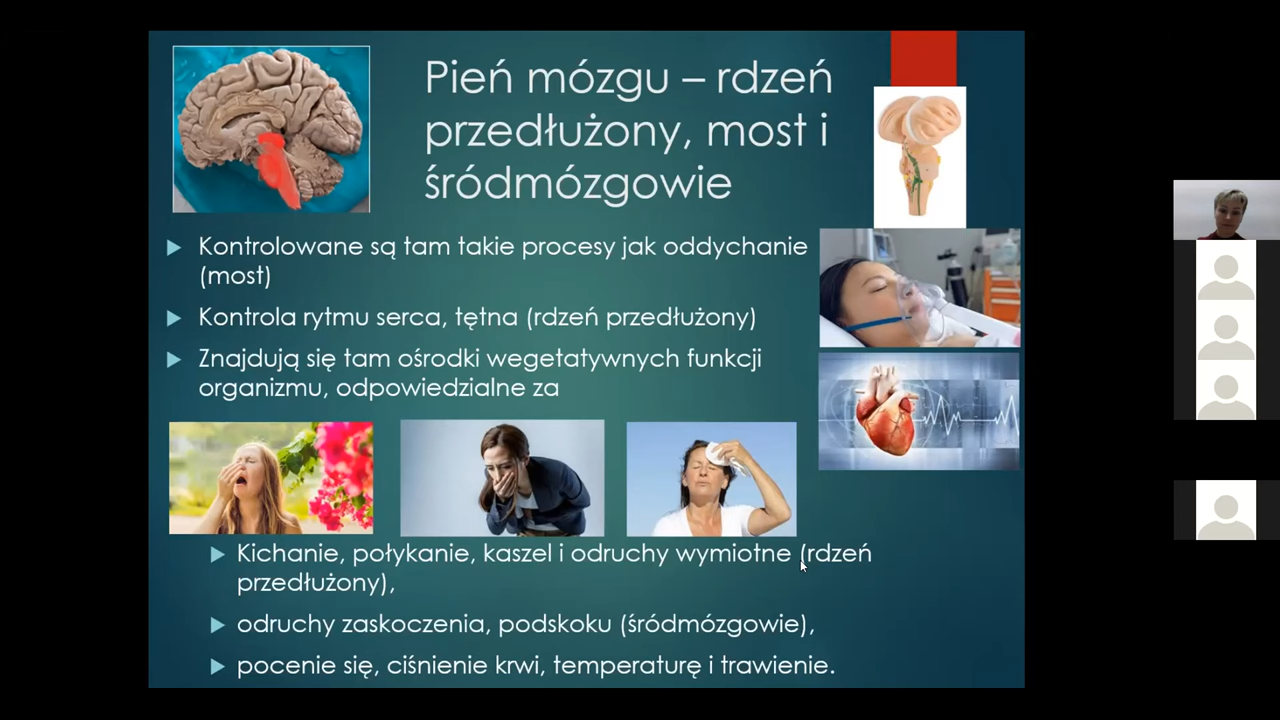 Pień mózgu – rdzeń
przedłużony, most i
śródmózgowie
Kontrolowane są tam takie procesy jak oddychanie
(most)
Kontrola rytmu serca, tętna (rdzeń przedłużony)
Znajdują się tam ośrodki wegetatywnych funkcji
organizmu, odpowiedzialne za
Kichanie, połykanie, kaszel i odruchy wymiotne (rdzeń
przedłużony),
odruchy zaskoczenia, podskoku (śródmózgowie),
pocenie się, ciśnienie krwi, temperaturę i trawienie.